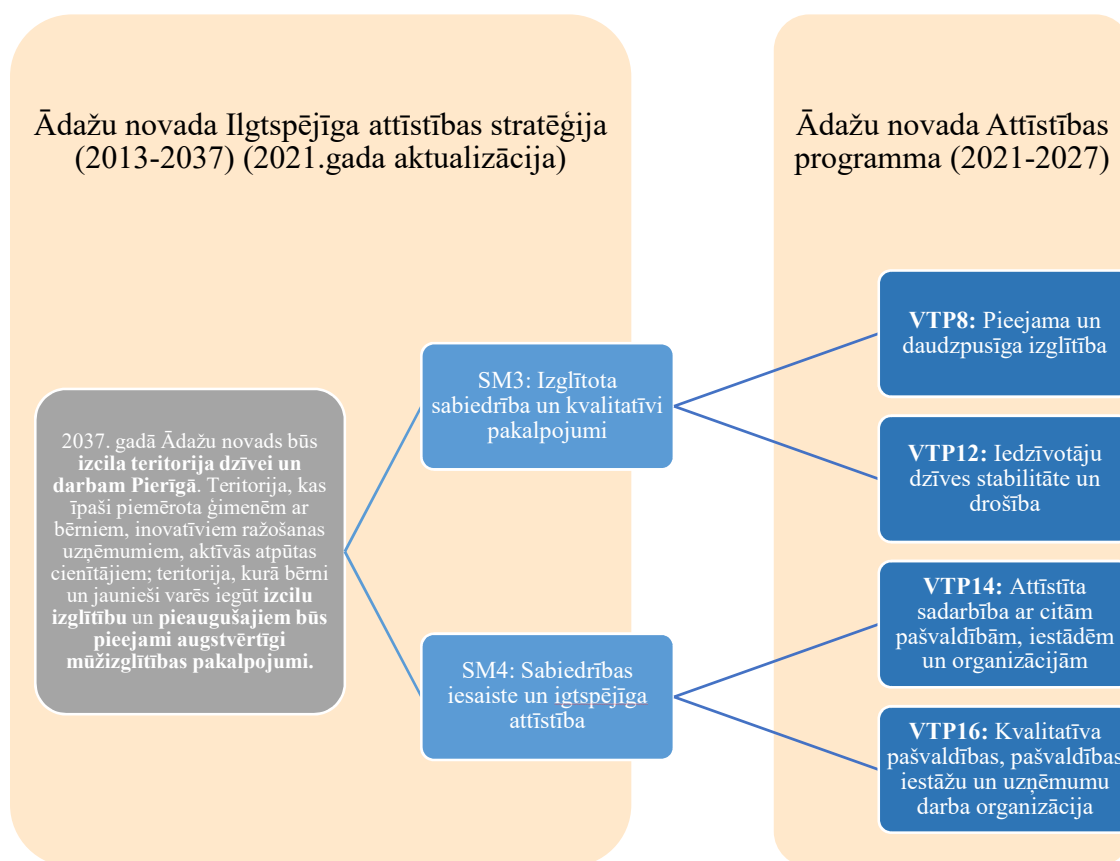 Ādažu novada Ilgtspējīga attīstības stratēģija
(2013-2037) (2021.gada aktualizācija)
Ādažu novada Attīstības
programma (2021-2027)
2037. gadā Ādažu novads būs
izcila teritorija dzīvei un
darbam Pierīgā. Teritorija, kas
īpaši piemērota ģimenēm ar
bērniem, inovatīviem ražošanas
uzņēmumiem, aktīvās atpūtas
cienītājiem; teritorija, kurā bērni
un jaunieši varēs iegūt izcilu
izglītību un pieaugušajiem būs
pieejami augstvērtīgi
mūžizglītības pakalpojumi.
SM3: Izglītota
sabiedrība un kvalitatīvi
pakalpojumi
SM4: Sabiedrības
iesaiste un igtspējīga
attīstība
VTP8: Pieejama un
daudzpusīga izglītība
VTP12: Iedzīvotāju
dzīves stabilitāte un
drošība
VTP14: Attīstīta
sadarbība ar citām
pašvaldībām, iestādēm
un organizācijām
VTP16: Kvalitatīva
pašvaldības, pašvaldības
iestāžu un uzņēmumu
darba organizācija